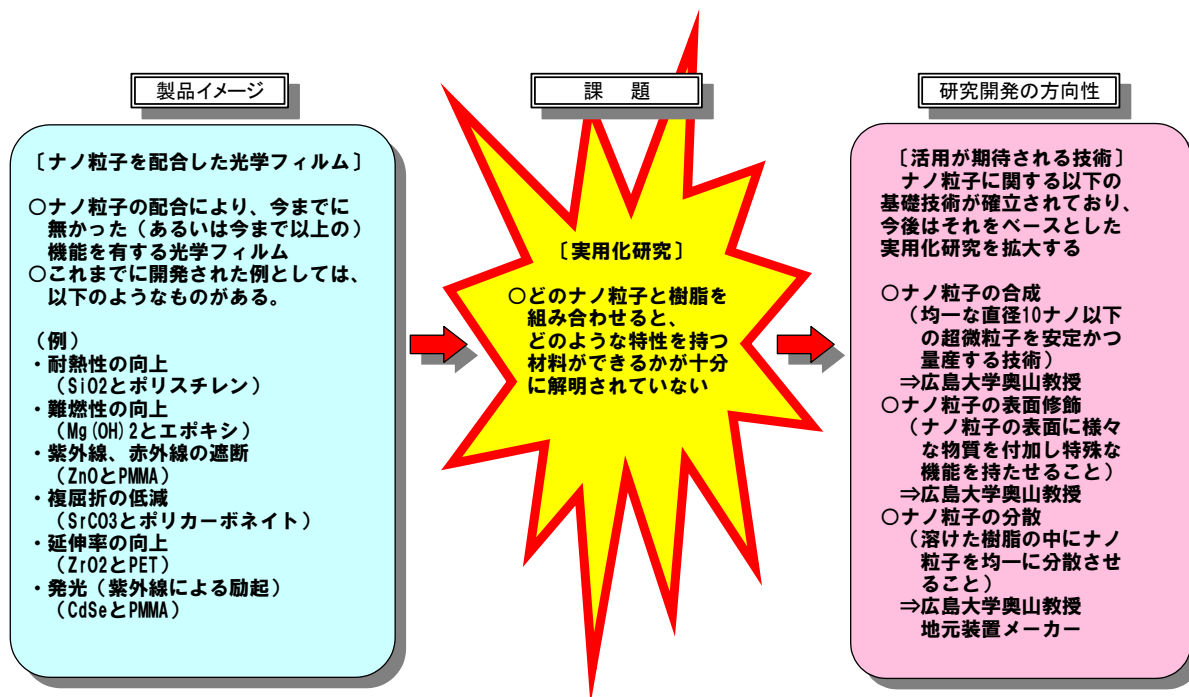 製品イメージ
〔ナノ粒子を配合した光学フィルム〕
○ナノ粒子の配合により、今までに
無かった（あるいは今まで以上の）
機能を有する光学フィルム
○これまでに開発された例としては、
以下のようなものがある。
（例）
・耐熱性の向上
（SiO2とポリスチレン）
・難燃性の向上
（Mg(OH)2とエポキシ）
・紫外線、赤外線の遮断
（ZnOとPMMA）
・複屈折の低減
（SrCO3とポリカーボネイト）
・延伸率の向上
（ZrO2とPET）
・発光（紫外線による励起）
（CdSeとPMMA）
課　題
〔実用化研究〕
○どのナノ粒子と樹脂を
組み合わせると、
どのような特性を持つ
材料ができるかが十分
に解明されていない
研究開発の方向性
〔活用が期待される技術〕
ナノ粒子に関する以下の
基礎技術が確立されており、
今後はそれをベースとした
実用化研究を拡大する
○ナノ粒子の合成
（均一な直径10ナノ以下
の超微粒子を安定かつ
量産する技術）
⇒広島大学奥山教授
○ナノ粒子の表面修飾
（ナノ粒子の表面に様々
な物質を付加し特殊な
機能を持たせること）
⇒広島大学奥山教授
○ナノ粒子の分散
（溶けた樹脂の中にナノ
粒子を均一に分散させ
ること）
⇒広島大学奥山教授
地元装置メーカー